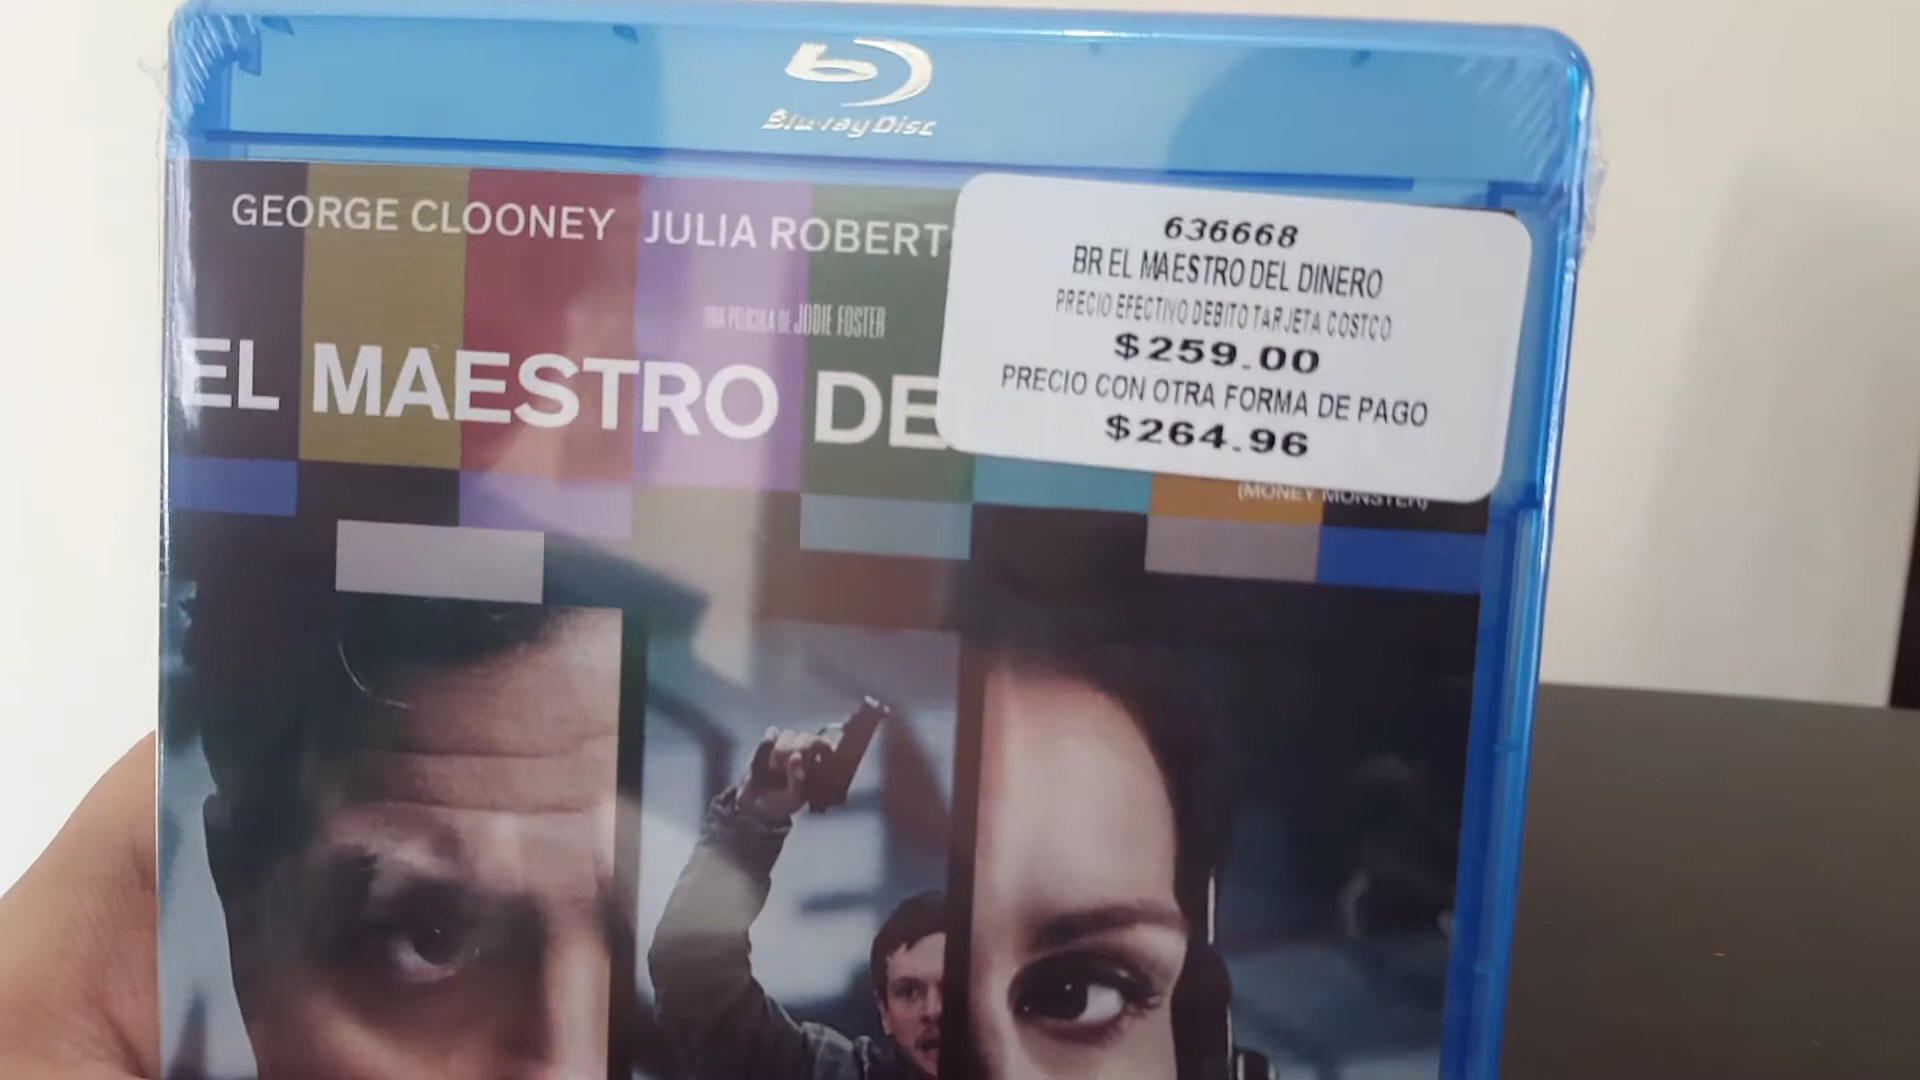 Blu-ray Disc
GEORGE CLOONEY JULIA ROBERT
UNA PELÍCULA DE JODIE FOSTER
EL MAESTRO DE
636668
BR EL MAESTRO DEL DINERO
PRECIO EFECTIVO DEBITO TARJETA COSTCO
$259.00
PRECIO CON OTRA FORMA DE PAGO
$264.96
(MONEY MONSTER)